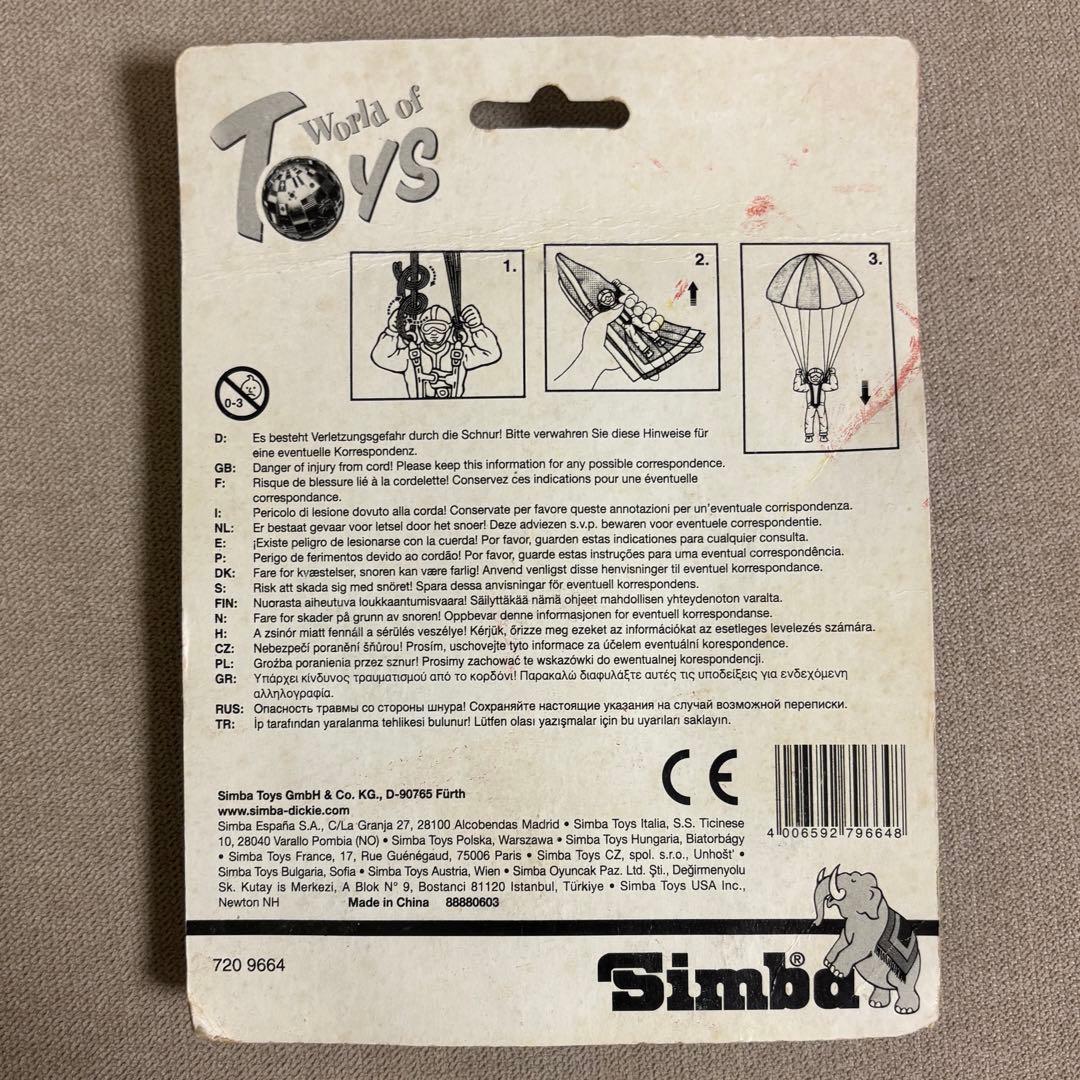 World of
Toys
1.
2.
3.
0-3
D: Es besteht Verletzungsgefahr durch die Schnur! Bitte verwahren Sie diese Hinweise für
eine eventuelle Korrespondenz.
GB: Danger of injury from cord! Please keep this information for any possible correspondence.
F: Risque de blessure lié à la cordelette! Conservez ces indications pour une éventuelle
correspondance.
I: Pericolo di lesione dovuto alla corda! Conservate per favore queste annotazioni per un'eventuale corrispondenza.
NL: Er bestaat gevaar voor letsel door het snoer! Deze adviezen s.v.p. bewaren voor eventuele correspondentie.
E: ¡Existe peligro de lesionarse con la cuerda! Por favor, guarden estas indicationes para cualquier consulta.
P: Perigo de ferimentos devido ao cordão! Por favor, guarde estas instruções para uma eventual correspondência.
DK: Fare for kvæstelser, snoren kan være farlig! Anvend venligst disse henvisninger til eventuel korrespondance.
S: Risk att skada sig med snöret! Spara dessa anvisningar för eventuell korrespondens.
FIN: Nuorasta aiheutuva loukkaantumisvaara! Säilyttäkää nämä ohjeet mahdollisen yhteydenoton varalta.
N: Fare for skader på grunn av snoren! Oppbevar denne informasjonen for eventuell korrespondanse.
H: A zsinór miatt fennáll a sérülés veszélye! Kérjük, őrizze meg ezeket az információkat az esetleges levelezés számára.
CZ: Nebezpečí poranění šňůrou! Prosím, uschovejte tyto informace za účelem eventuální korespondence.
PL: Groźba poranienia przez sznur! Prosimy zachować te wskazówki do ewentualnej korespondencji.
GR: Υπάρχει κίνδυνος τραυματισμού από το κορδόνι! Παρακαλώ διαφυλάξτε αυτές τις υποδείξεις για ενδεχόμενη
αλληλογραφία.
RUS: Опасность травмы со стороны шнура! Сохраняйте настоящие указания на случай возможной переписки.
TR: İp tarafından yaralanma tehlikesi bulunur! Lütfen olası yazışmalar için bu uyarıları saklayın.
CE
Simba Toys GmbH & Co. KG., D-90765 Fürth
www.simba-dickie.com
Simba España S.A., C/La Granja 27, 28100 Alcobendas Madrid • Simba Toys Italia, S.S. Ticinese
10, 28040 Varallo Pombia (NO) • Simba Toys Polska, Warszawa • Simba Toys Hungaria, Biatorbágy
• Simba Toys France, 17, Rue Guénégaud, 75006 Paris • Simba Toys CZ, spol. s.r.o., Unhošt' •
Simba Toys Bulgaria, Sofia • Simba Toys Austria, Wien • Simba Oyuncak Paz. Ltd. Şti., Değirmenyolu
Sk. Kutay is Merkezi, A Blok N° 9, Bostanci 81120 Istanbul, Türkiye • Simba Toys USA Inc.,
Newton NH Made in China 88880603
4 006592 796648
720 9664
Simba®